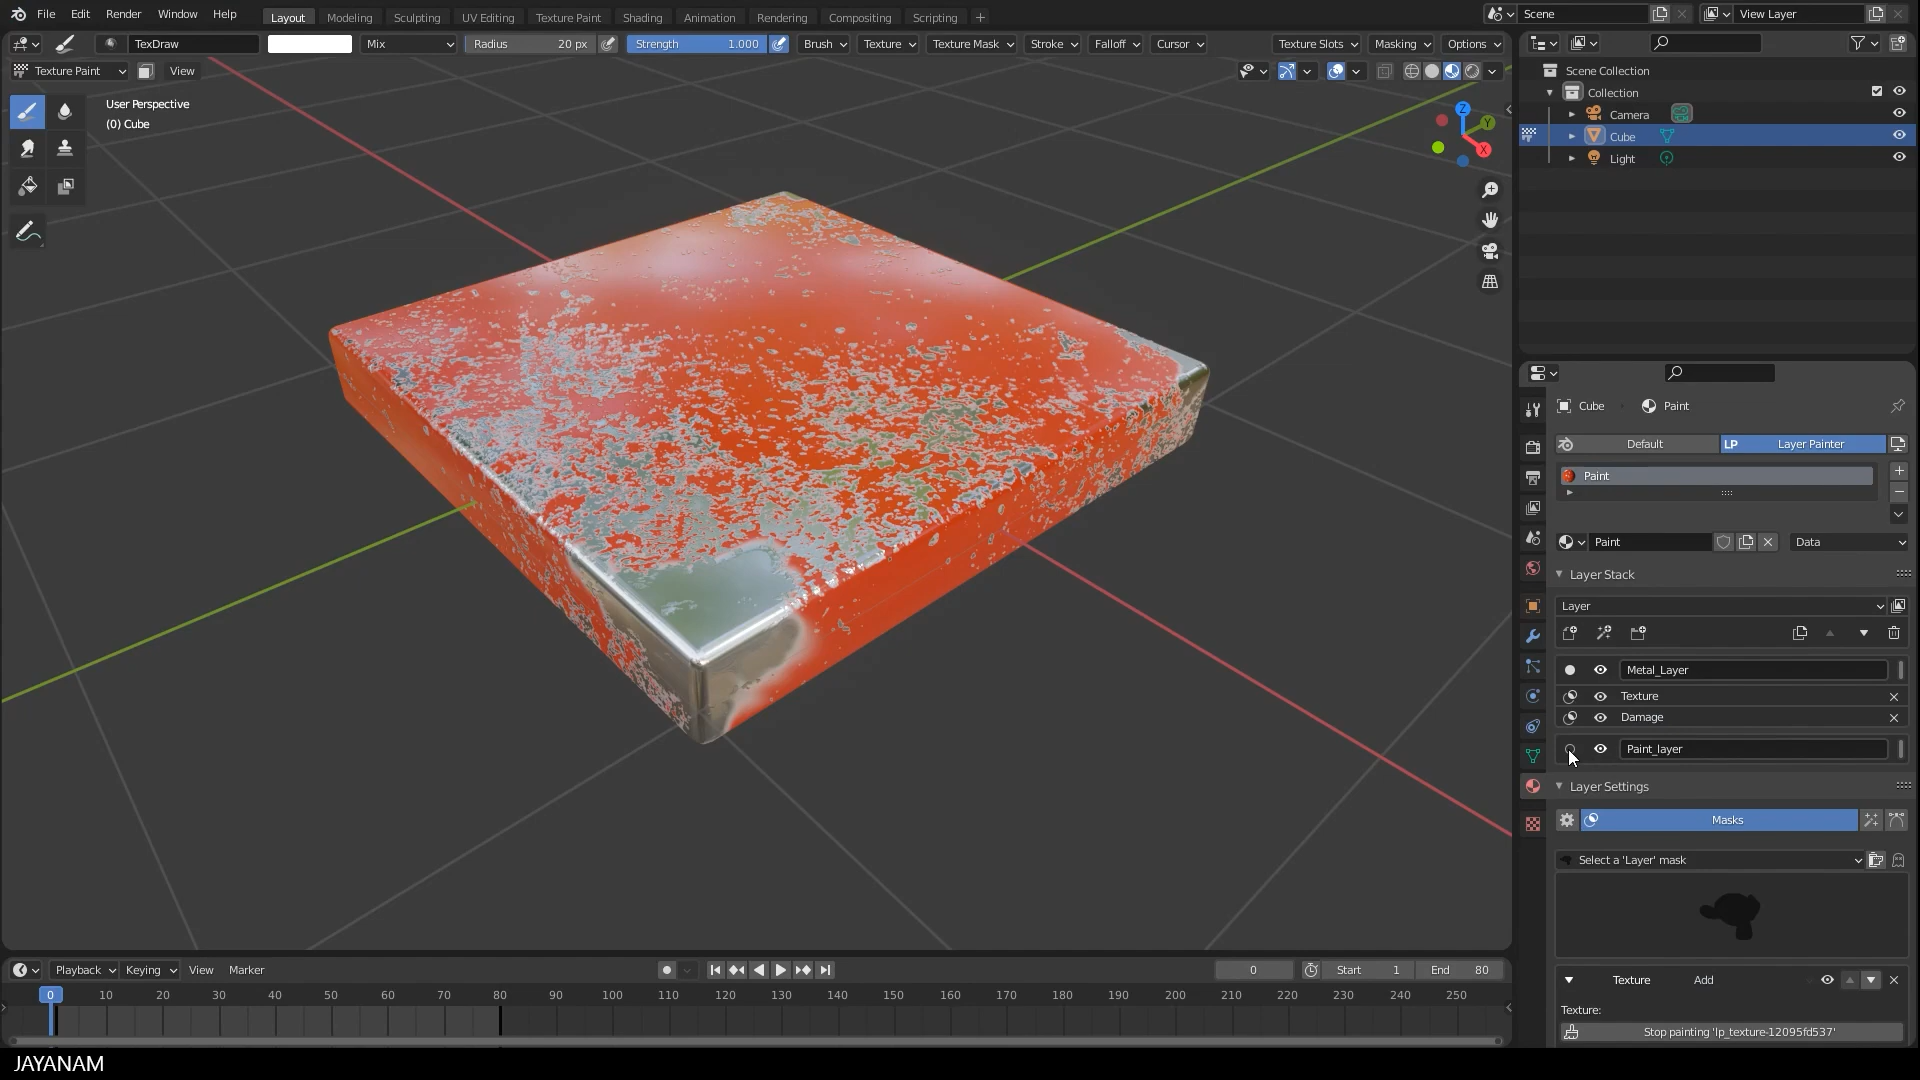 File Edit Render Window Help Layout Modeling Sculpting UV Editing Texture Paint Shading Animation Rendering Compositing Scripting + Scene View Layer
TexDraw Mix Radius 20 px Strength 1.000 Brush Texture Texture Mask Stroke Falloff Cursor Texture Slots Masking Options
Texture Paint View
User Perspective
(0) Cube
Z
Y
X
Scene Collection
Collection
Camera
Cube
Light
Cube Paint
Default LP Layer Painter
Paint
Paint Data
Layer Stack
Layer
Metal_Layer
Texture
Damage
Paint_layer
Layer Settings
Masks
Select a 'Layer' mask
Texture Add
Texture:
Stop painting 'lp_texture-12095fd537'
Playback Keying View Marker 0 Start 1 End 80
0 10 20 30 40 50 60 70 80 90 100 110 120 130 140 150 160 170 180 190 200 210 220 230 240 250
JAYANAM